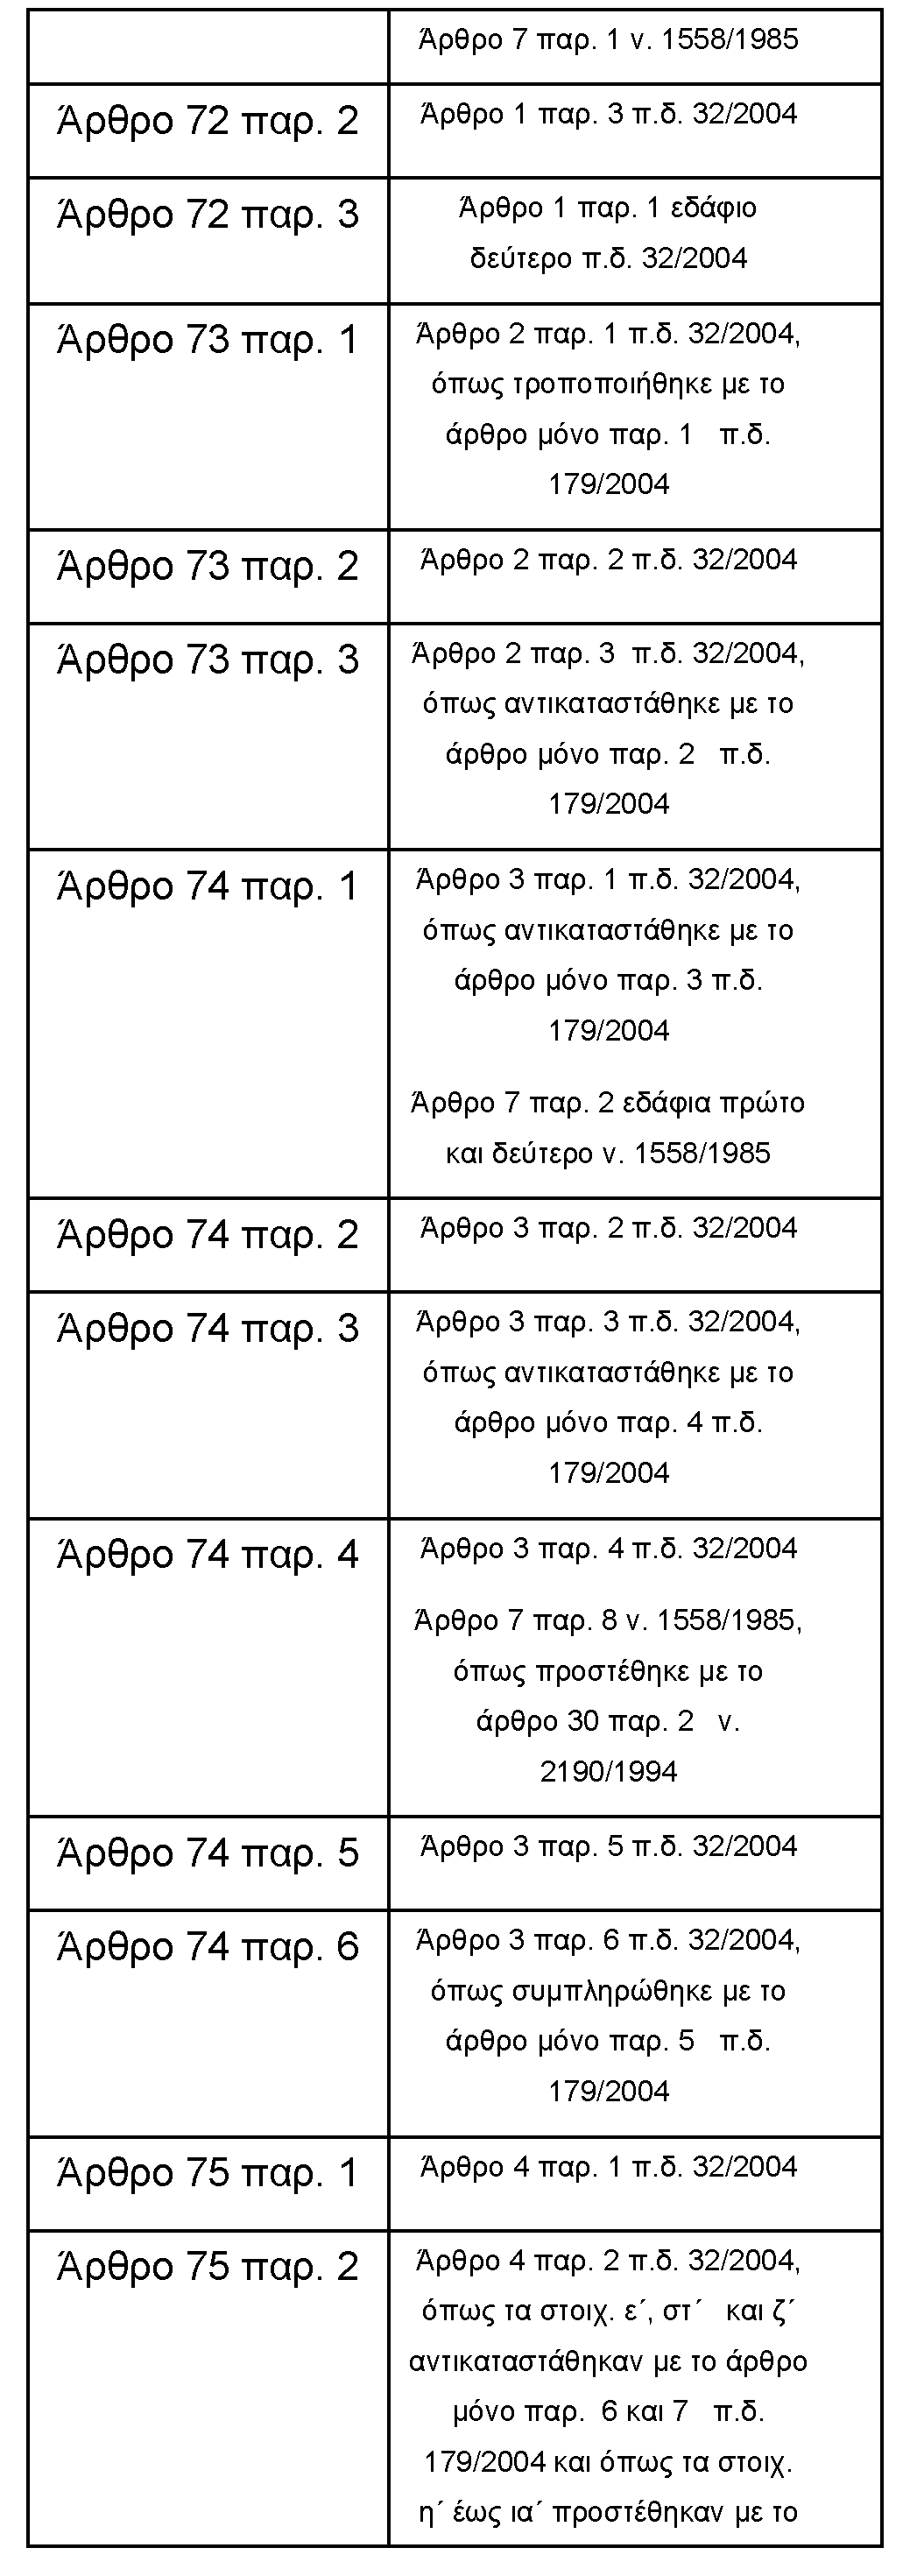 Άρθρο 7 παρ. 1 ν. 1558/1985
Άρθρο 72 παρ. 2
Άρθρο 1 παρ. 3 π.δ. 32/2004
Άρθρο 72 παρ. 3
Άρθρο 1 παρ. 1 εδάφιο
δεύτερο π.δ. 32/2004
Άρθρο 73 παρ. 1
Άρθρο 2 παρ. 1 π.δ. 32/2004,
όπως τροποποιήθηκε με το
άρθρο μόνο παρ. 1 π.δ.
179/2004
Άρθρο 73 παρ. 2
Άρθρο 2 παρ. 2 π.δ. 32/2004
Άρθρο 73 παρ. 3
Άρθρο 2 παρ. 3 π.δ. 32/2004,
όπως αντικαταστάθηκε με το
άρθρο μόνο παρ. 2 π.δ.
179/2004
Άρθρο 74 παρ. 1
Άρθρο 3 παρ. 1 π.δ. 32/2004,
όπως αντικαταστάθηκε με το
άρθρο μόνο παρ. 3 π.δ.
179/2004
Άρθρο 7 παρ. 2 εδάφια πρώτο
και δεύτερο ν. 1558/1985
Άρθρο 74 παρ. 2
Άρθρο 3 παρ. 2 π.δ. 32/2004
Άρθρο 74 παρ. 3
Άρθρο 3 παρ. 3 π.δ. 32/2004,
όπως αντικαταστάθηκε με το
άρθρο μόνο παρ. 4 π.δ.
179/2004
Άρθρο 74 παρ. 4
Άρθρο 3 παρ. 4 π.δ. 32/2004
Άρθρο 7 παρ. 8 ν. 1558/1985,
όπως προστέθηκε με το
άρθρο 30 παρ. 2 ν.
2190/1994
Άρθρο 74 παρ. 5
Άρθρο 3 παρ. 5 π.δ. 32/2004
Άρθρο 74 παρ. 6
Άρθρο 3 παρ. 6 π.δ. 32/2004,
όπως συμπληρώθηκε με το
άρθρο μόνο παρ. 5 π.δ.
179/2004
Άρθρο 75 παρ. 1
Άρθρο 4 παρ. 1 π.δ. 32/2004
Άρθρο 75 παρ. 2
Άρθρο 4 παρ. 2 π.δ. 32/2004,
όπως τα στοιχ. ε΄, στ΄ και ζ΄
αντικαταστάθηκαν με το άρθρο
μόνο παρ. 6 και 7 π.δ.
179/2004 και όπως τα στοιχ.
η΄ έως ια΄ προστέθηκαν με το